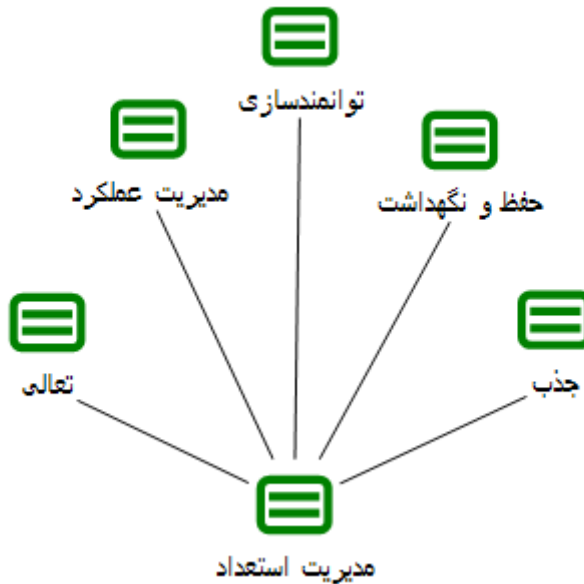 توانمندسازی
مدیریت عملکرد
حفظ و نگهداشت
تعالی
جذب
مدیریت استعداد